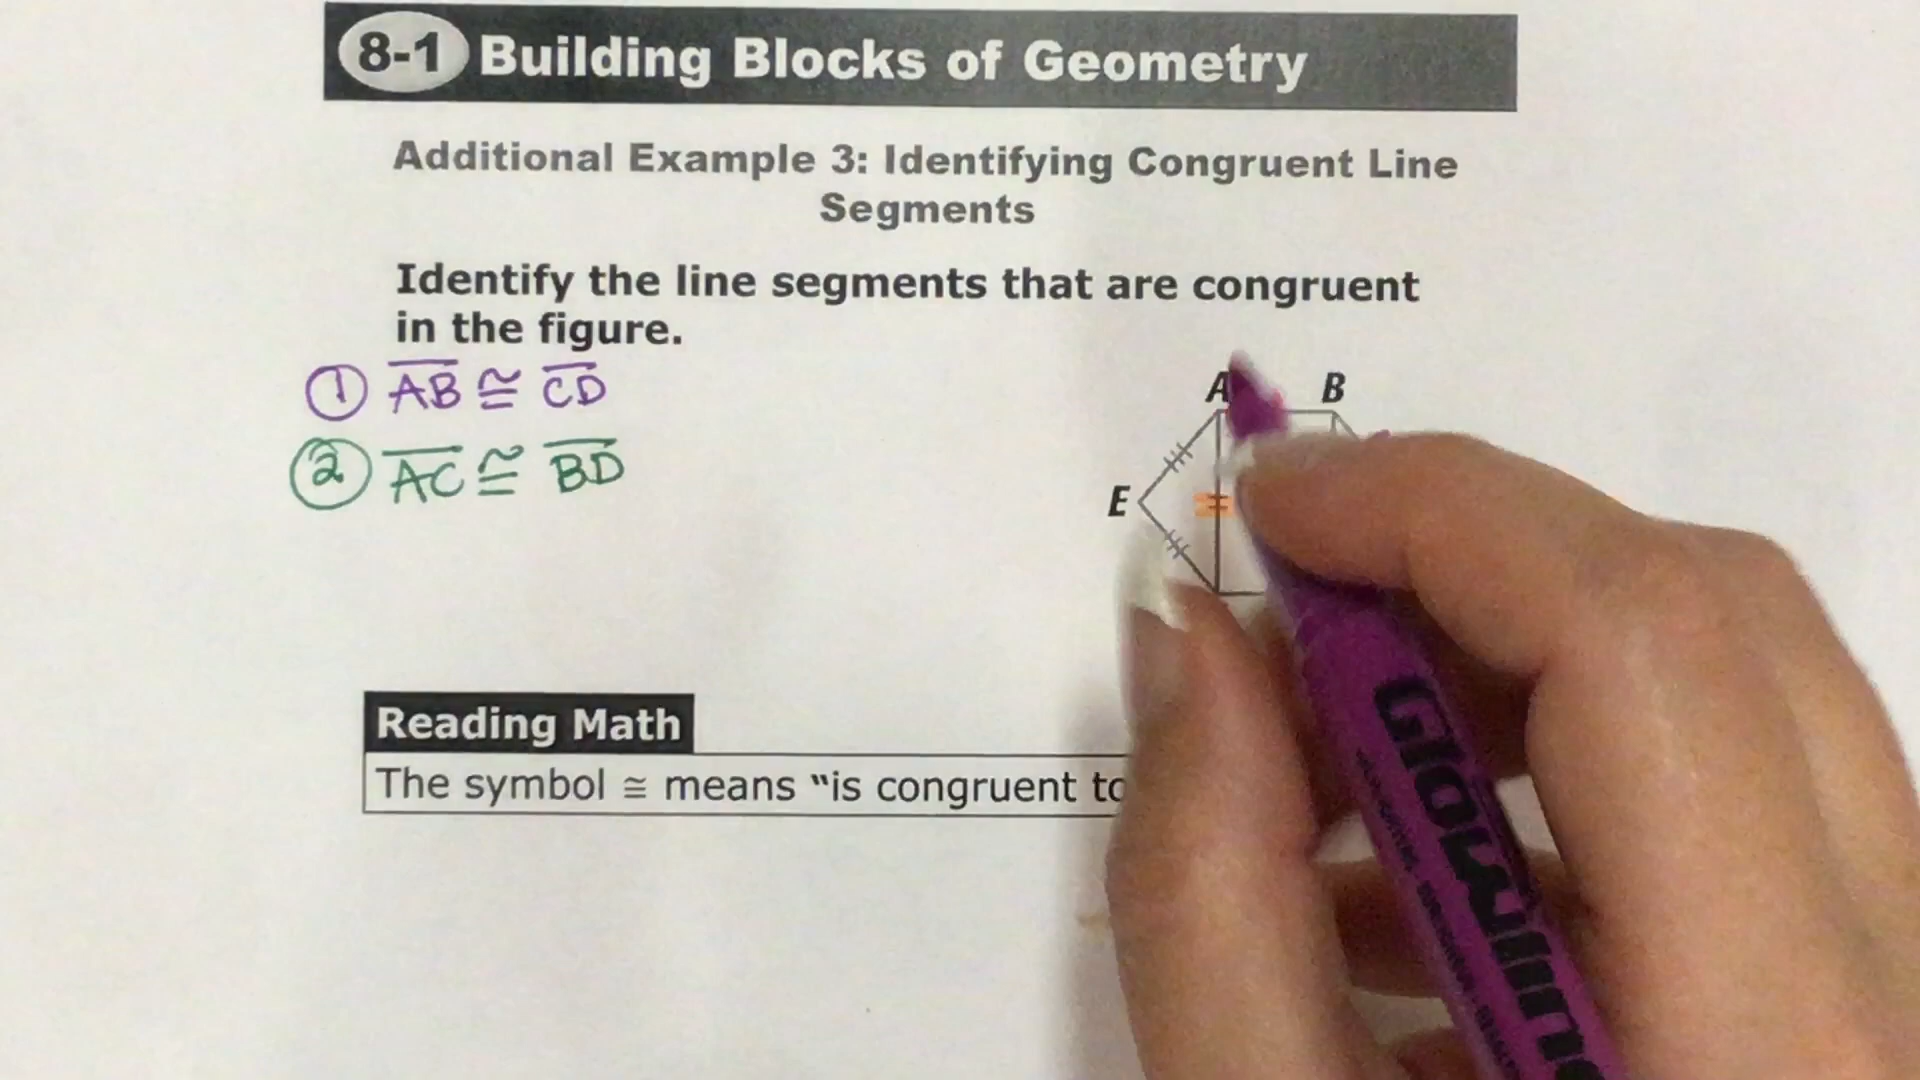 8-1 Building Blocks of Geometry
Additional Example 3: Identifying Congruent Line
Segments
Identify the line segments that are congruent
in the figure.
① AB ≅ CD
② AC ≅ BD
A B
E
Reading Math
The symbol ≅ means “is congruent to